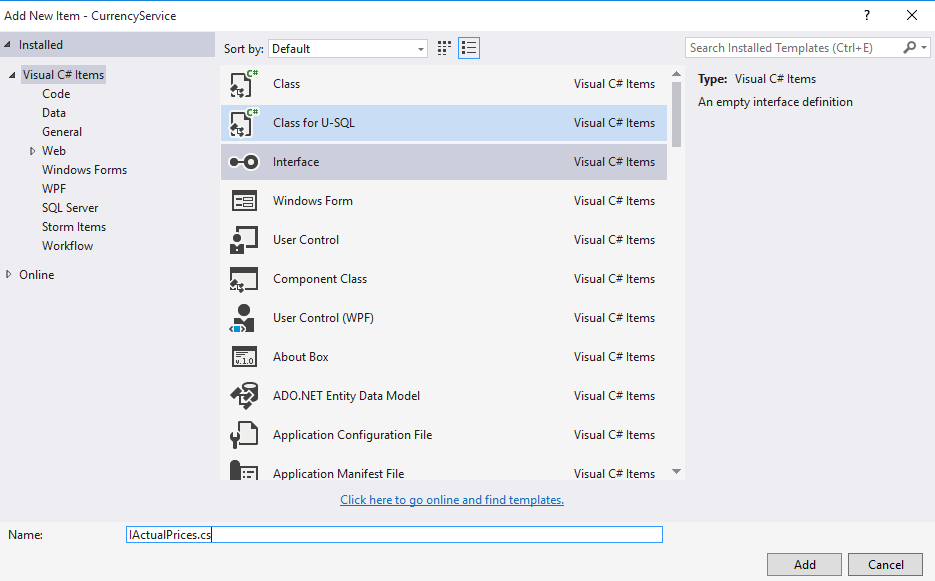 Add New Item - CurrencyService
?
Installed
Sort by: Default
Search Installed Templates (Ctrl+E)
Visual C# Items
Code
Data
General
Web
Windows Forms
WPF
SQL Server
Storm Items
Workflow
Online
C# Class Visual C# Items
C# Class for U-SQL Visual C# Items
Interface Visual C# Items
Windows Form Visual C# Items
User Control Visual C# Items
Component Class Visual C# Items
User Control (WPF) Visual C# Items
v.1.0 About Box Visual C# Items
ADO.NET Entity Data Model Visual C# Items
Application Configuration File Visual C# Items
Application Manifest File Visual C# Items
Type: Visual C# Items
An empty interface definition
Click here to go online and find templates.
Name: IActualPrices.cs
Add Cancel